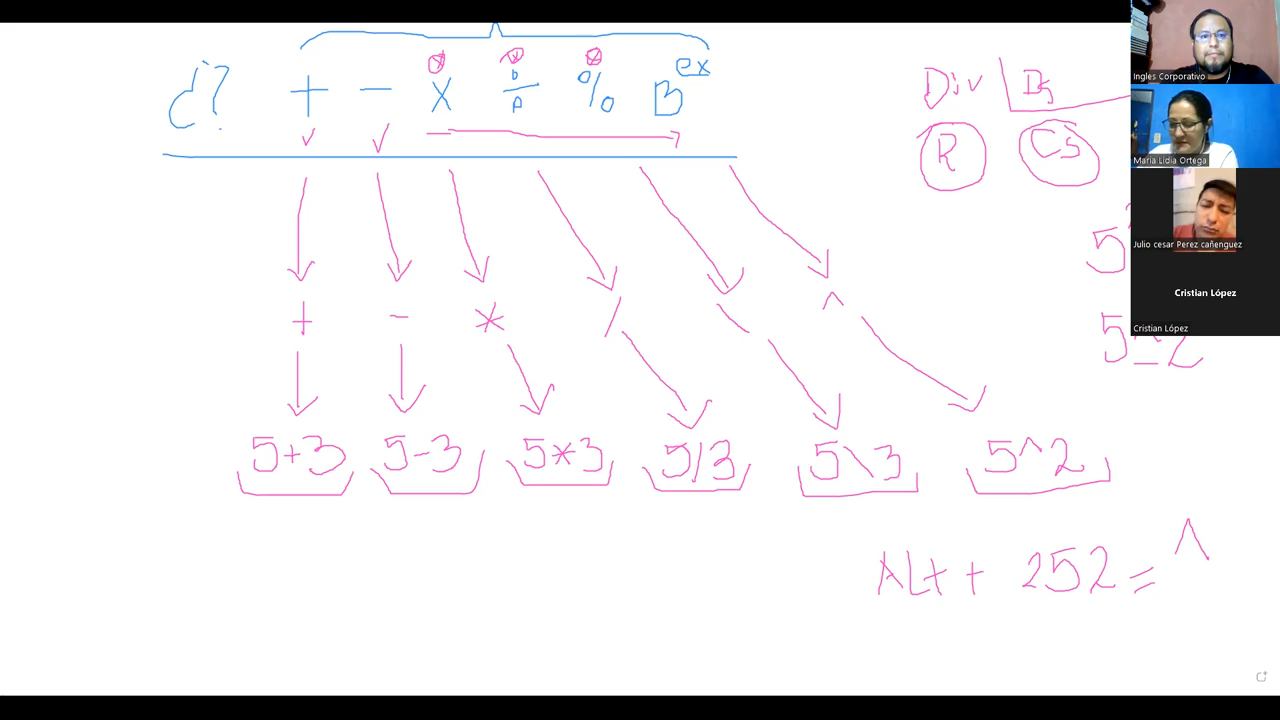 ¿? + - X ÷ % B^ex
+ - * / \ ^
5+3 5-3 5*3 5/3 5\3 5^2
ALt + 252 = ^
Div
R
5
5^2
Ingles Corporativo
Maria Lidia Ortega
Julio cesar Perez cañenguez
Cristian López
Cristian López